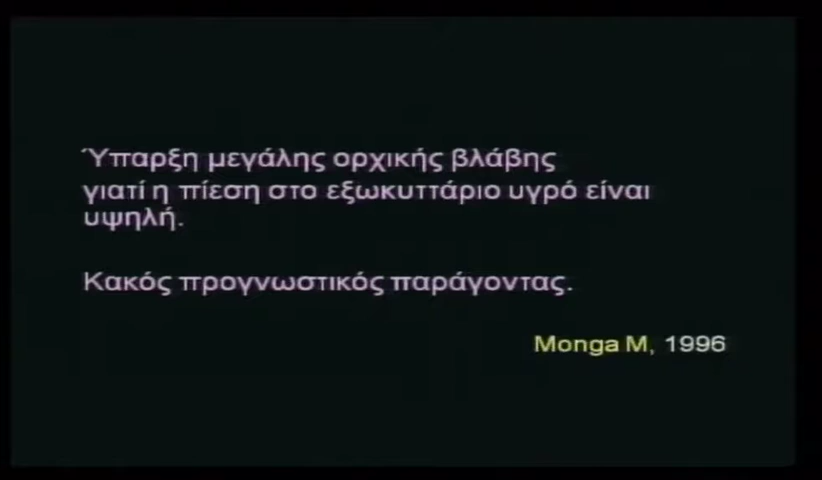 Ύπαρξη μεγάλης ορχικής βλάβης
γιατί η πίεση στο εξωκυττάριο υγρό είναι
υψηλή.
Κακός προγνωστικός παράγοντας.
Monga M, 1996